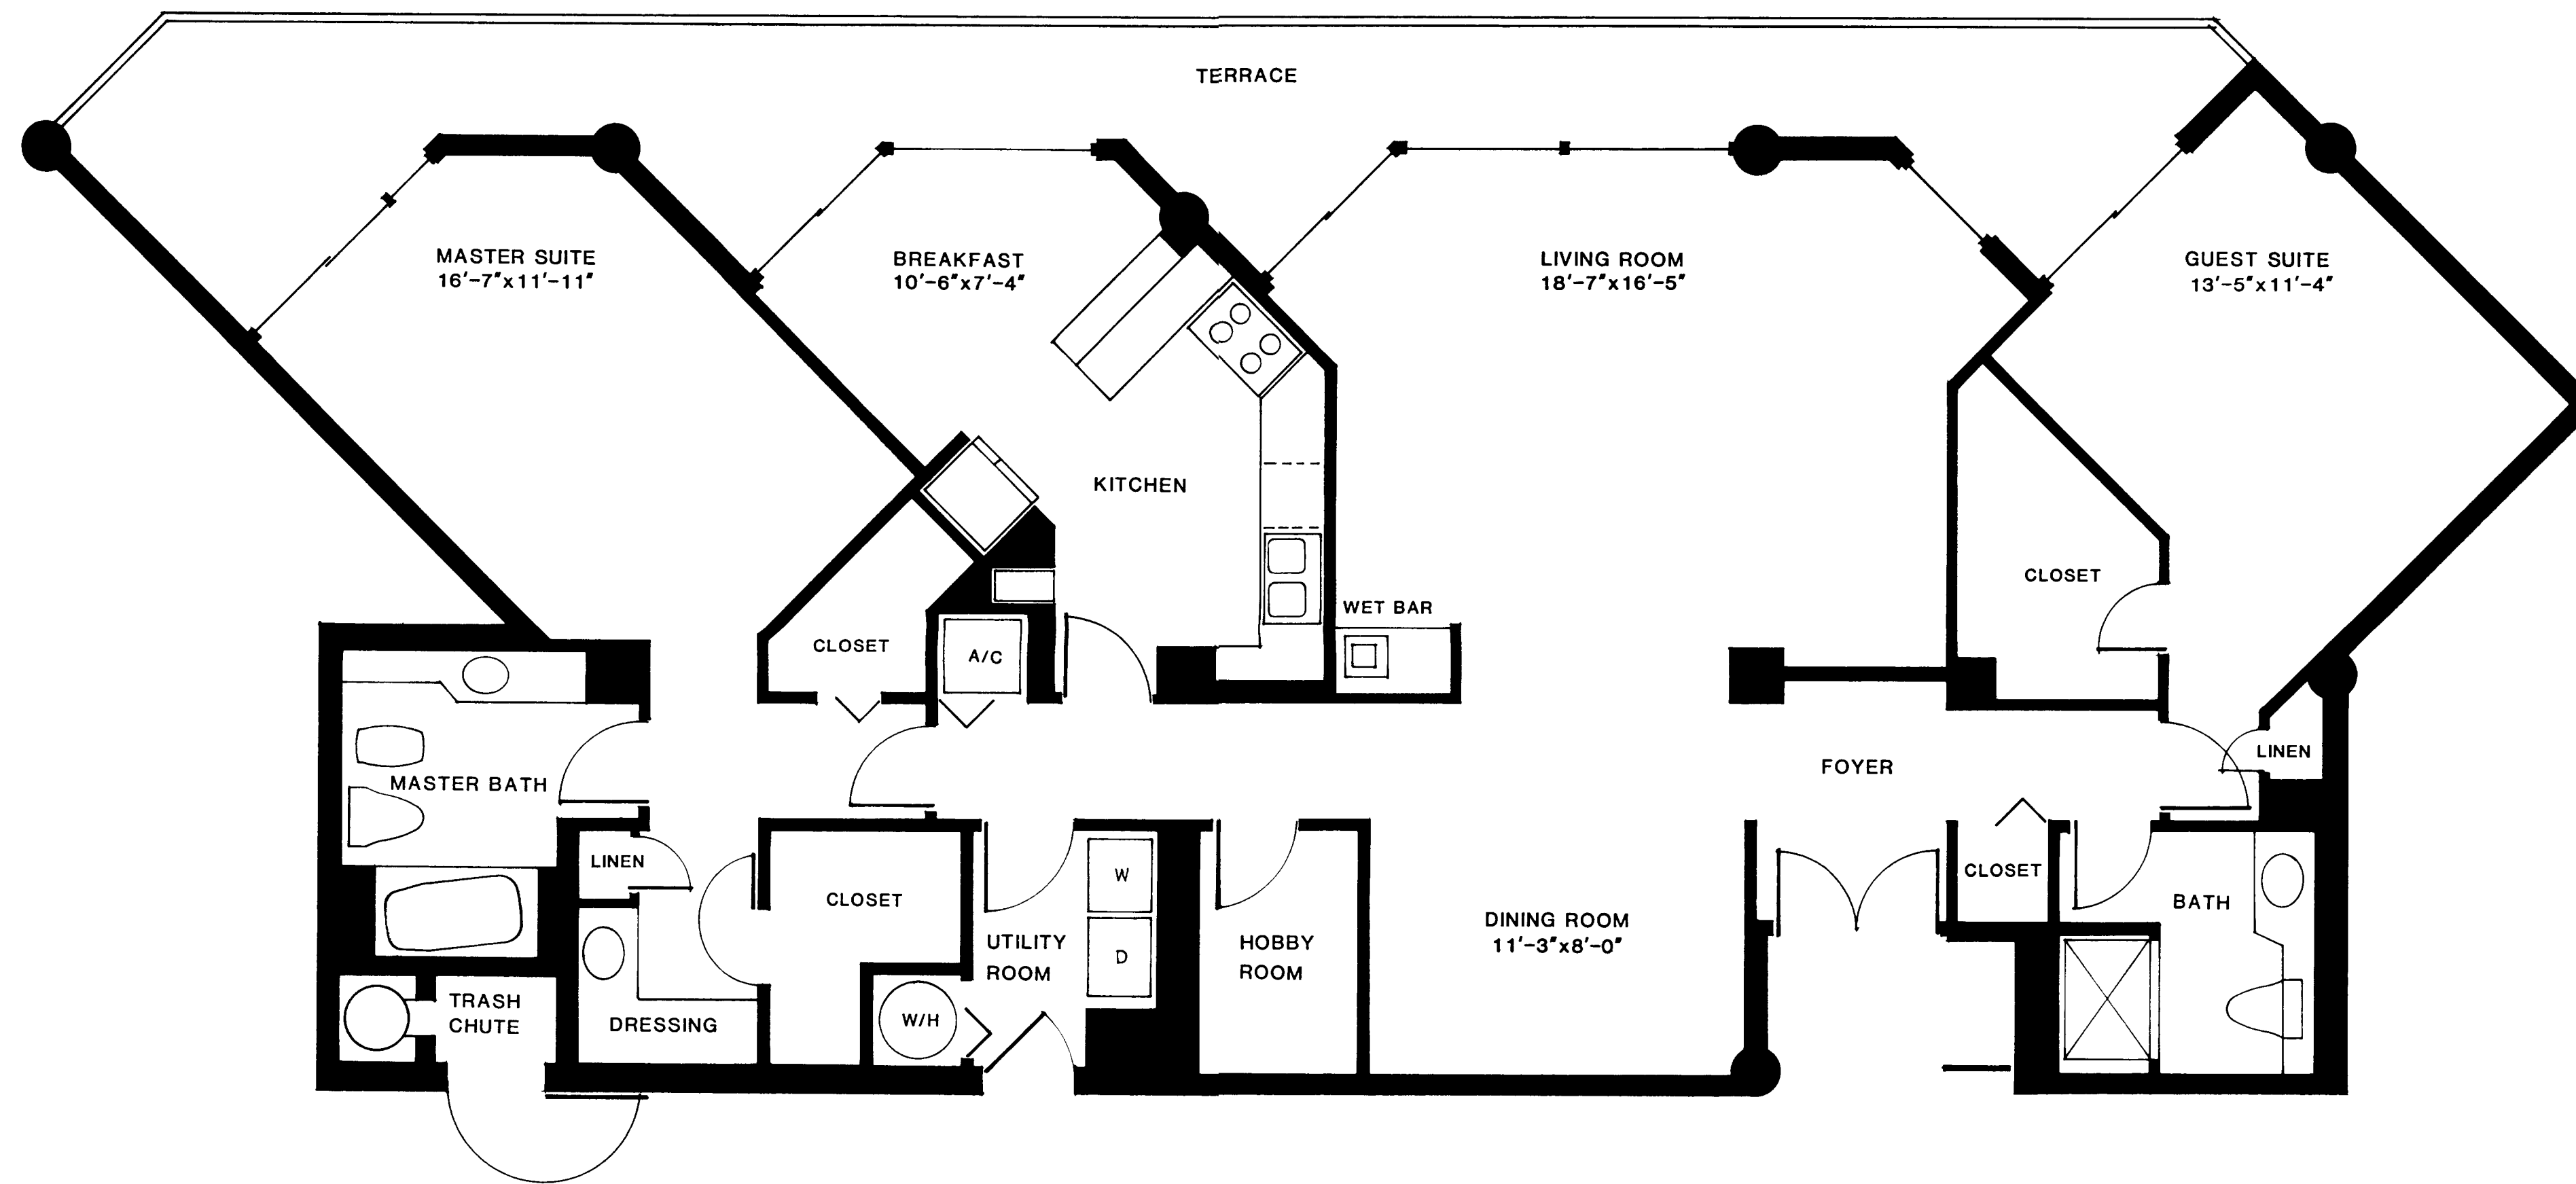 TERRACE
MASTER SUITE
16'-7"x11'-11"
BREAKFAST
10'-6"x7'-4"
LIVING ROOM
18'-7"x16'-5"
GUEST SUITE
13'-5"x11'-4"
KITCHEN
CLOSET
WET BAR
CLOSET
A/C
MASTER BATH
FOYER
LINEN
LINEN
CLOSET
W
CLOSET
BATH
UTILITY
ROOM
D
HOBBY
ROOM
DINING ROOM
11'-3"x8'-0"
TRASH
CHUTE
DRESSING
W/H